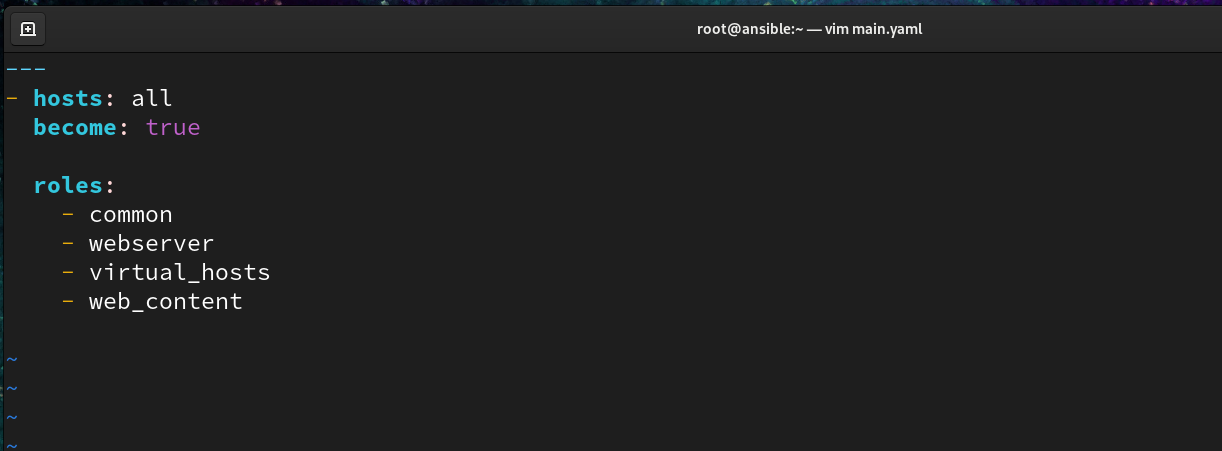 root@ansible:~ — vim main.yaml
---
- hosts: all
  become: true

  roles:
    - common
    - webserver
    - virtual_hosts
    - web_content

~
~
~
~